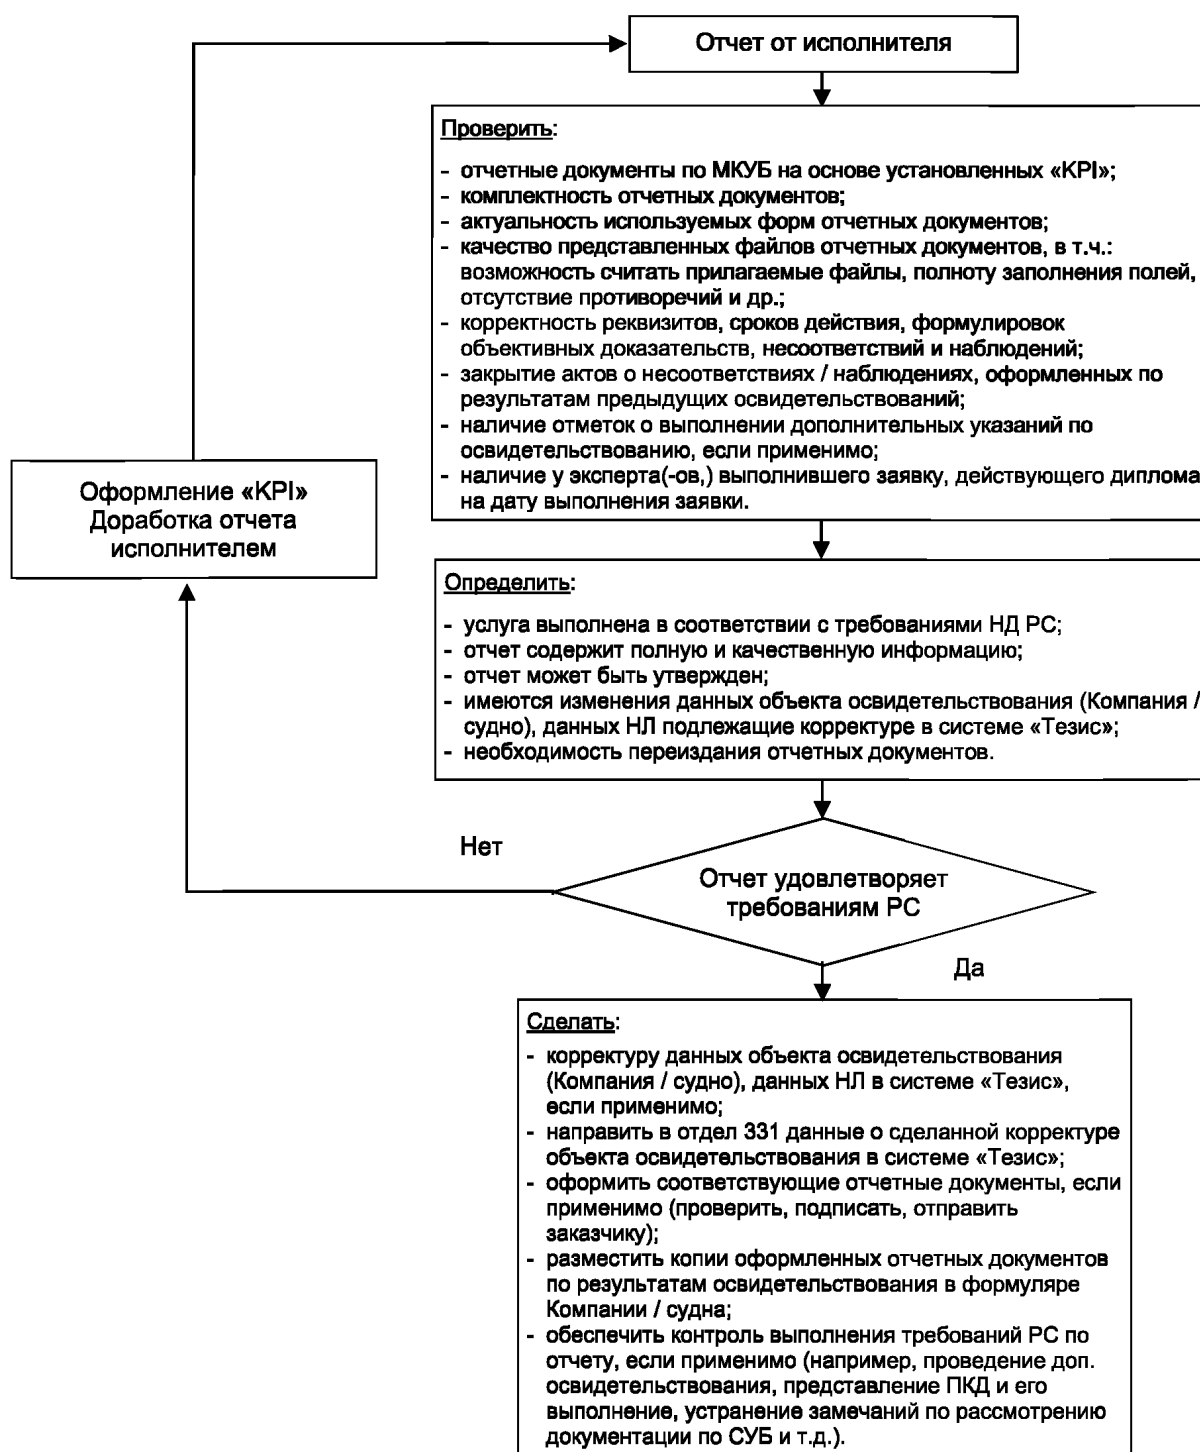 Отчет от исполнителя
Проверить:
- отчетные документы по МКУБ на основе установленных «KPI»;
- комплектность отчетных документов;
- актуальность используемых форм отчетных документов;
- качество представленных файлов отчетных документов, в т.ч.:
возможность считать прилагаемые файлы, полноту заполнения полей,
отсутствие противоречий и др.;
- корректность реквизитов, сроков действия, формулировок
объективных доказательств, несоответствий и наблюдений;
- закрытие актов о несоответствиях / наблюдениях, оформленных по
результатам предыдущих освидетельствований;
- наличие отметок о выполнении дополнительных указаний по
освидетельствованию, если применимо;
- наличие у эксперта(-ов,) выполнившего заявку, действующего диплома
на дату выполнения заявки.
Оформление «KPI»
Доработка отчета
исполнителем
Определить:
- услуга выполнена в соответствии с требованиями НД РС;
- отчет содержит полную и качественную информацию;
- отчет может быть утвержден;
- имеются изменения данных объекта освидетельствования (Компания /
судно), данных НЛ подлежащие корректуре в системе «Тезис»;
- необходимость переиздания отчетных документов.
Нет
Отчет удовлетворяет
требованиям РС
Да
Сделать:
- корректуру данных объекта освидетельствования
(Компания / судно), данных НЛ в системе «Тезис»,
если применимо;
- направить в отдел 331 данные о сделанной корректуре
объекта освидетельствования в системе «Тезис»;
- оформить соответствующие отчетные документы, если
применимо (проверить, подписать, отправить
заказчику);
- разместить копии оформленных отчетных документов
по результатам освидетельствования в формуляре
Компании / судна;
- обеспечить контроль выполнения требований РС по
отчету, если применимо (например, проведение доп.
освидетельствования, представление ПКД и его
выполнение, устранение замечаний по рассмотрению
документации по СУБ и т.д.).